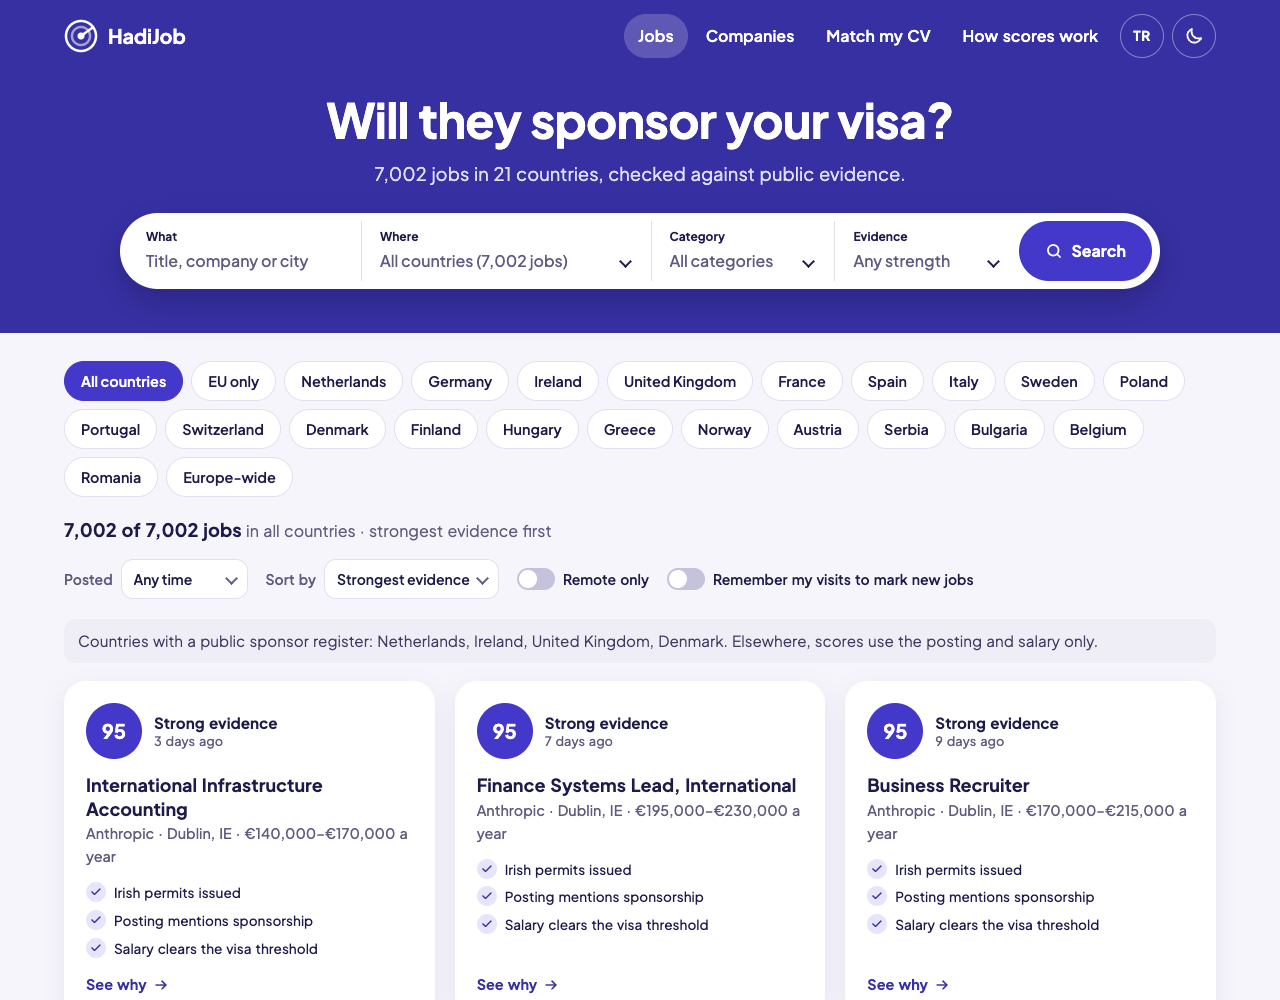 HadiJob
Jobs
Companies
Match my CV
How scores work
TR
Will they sponsor your visa?
7,002 jobs in 21 countries, checked against public evidence.
What
Title, company or city
Where
All countries (7,002 jobs)
Category
All categories
Evidence
Any strength
Search
All countries
EU only
Netherlands
Germany
Ireland
United Kingdom
France
Spain
Italy
Sweden
Poland
Portugal
Switzerland
Denmark
Finland
Hungary
Greece
Norway
Austria
Serbia
Bulgaria
Belgium
Romania
Europe-wide
7,002 of 7,002 jobs in all countries · strongest evidence first
Posted
Any time
Sort by
Strongest evidence
Remote only
Remember my visits to mark new jobs
Countries with a public sponsor register: Netherlands, Ireland, United Kingdom, Denmark. Elsewhere, scores use the posting and salary only.
95
Strong evidence
3 days ago
International Infrastructure
Accounting
Anthropic · Dublin, IE · €140,000–€170,000 a
year
Irish permits issued
Posting mentions sponsorship
Salary clears the visa threshold
See why →
95
Strong evidence
7 days ago
Finance Systems Lead, International
Anthropic · Dublin, IE · €195,000–€230,000 a
year
Irish permits issued
Posting mentions sponsorship
Salary clears the visa threshold
See why →
95
Strong evidence
9 days ago
Business Recruiter
Anthropic · Dublin, IE · €170,000–€215,000 a
year
Irish permits issued
Posting mentions sponsorship
Salary clears the visa threshold
See why →